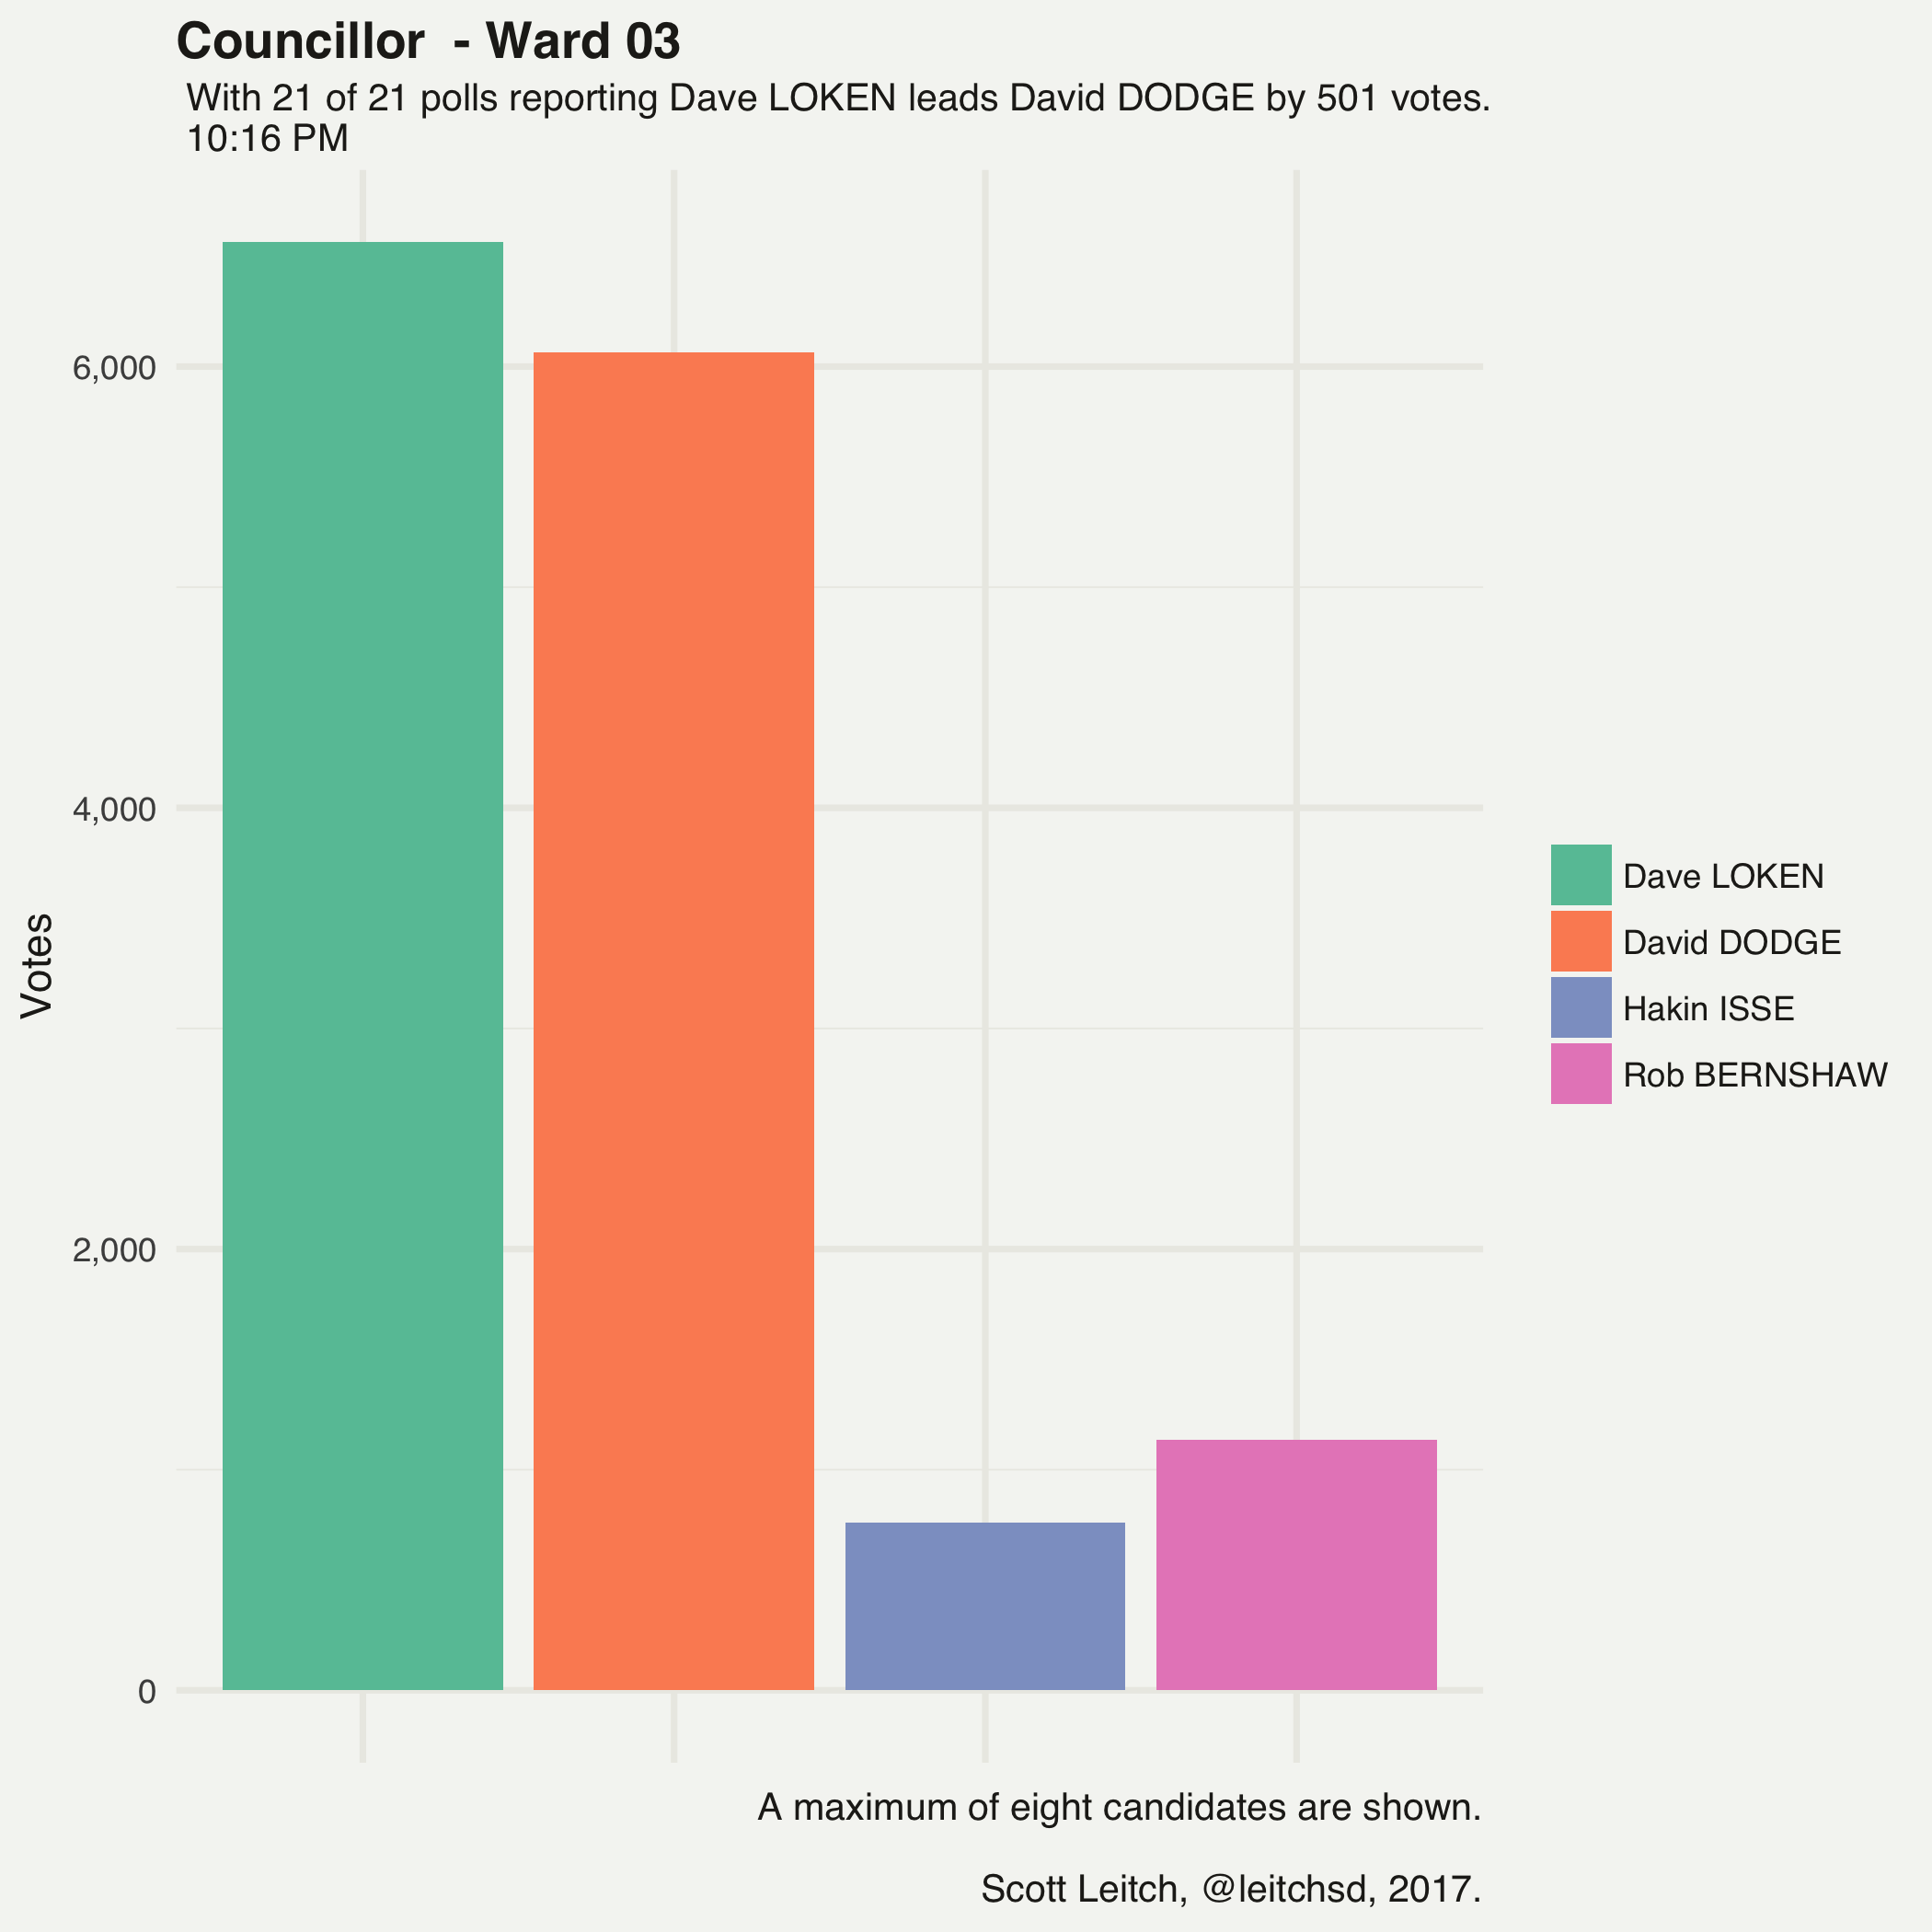 Councillor  - Ward 03
With 21 of 21 polls reporting Dave LOKEN leads David DODGE by 501 votes.
10:16 PM
Votes
6,000
4,000
2,000
0
Dave LOKEN
David DODGE
Hakin ISSE
Rob BERNSHAW
A maximum of eight candidates are shown.
Scott Leitch, @leitchsd, 2017.